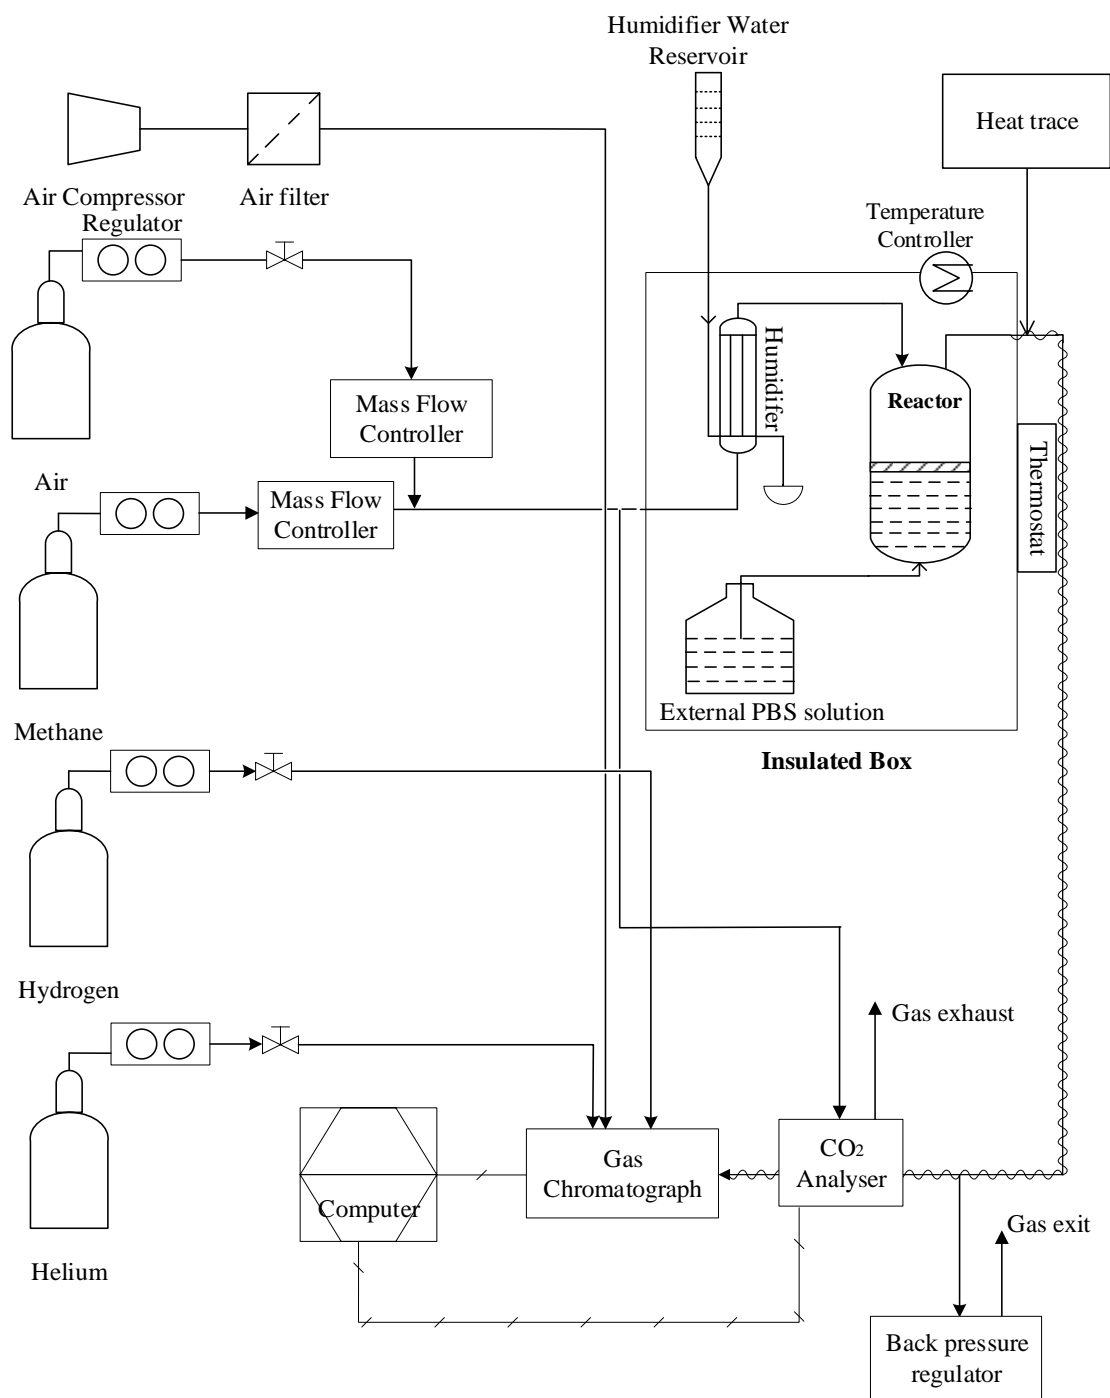 Humidifier Water
Reservoir
Heat trace
Air Compressor
Air filter
Regulator
Temperature
Controller
Humidifer
Mass Flow
Controller
Reactor
Air
Mass Flow
Controller
Thermostat
External PBS solution
Methane
Insulated Box
Hydrogen
Gas exhaust
Gas
Chromatograph
CO2
Analyser
Computer
Gas exit
Helium
Back pressure
regulator